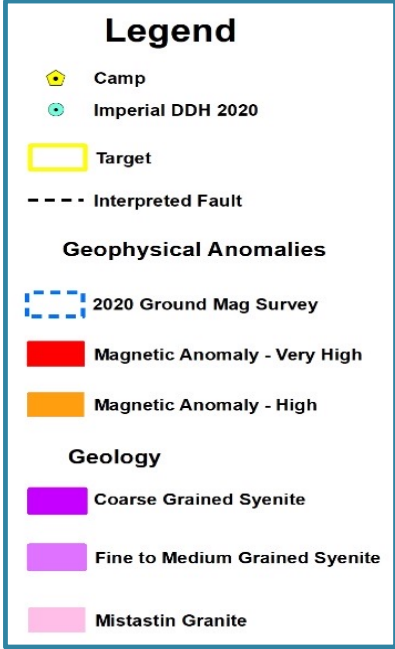 Legend
Camp
Imperial DDH 2020
Target
Interpreted Fault
Geophysical Anomalies
2020 Ground Mag Survey
Magnetic Anomaly - Very High
Magnetic Anomaly - High
Geology
Coarse Grained Syenite
Fine to Medium Grained Syenite
Mistastin Granite